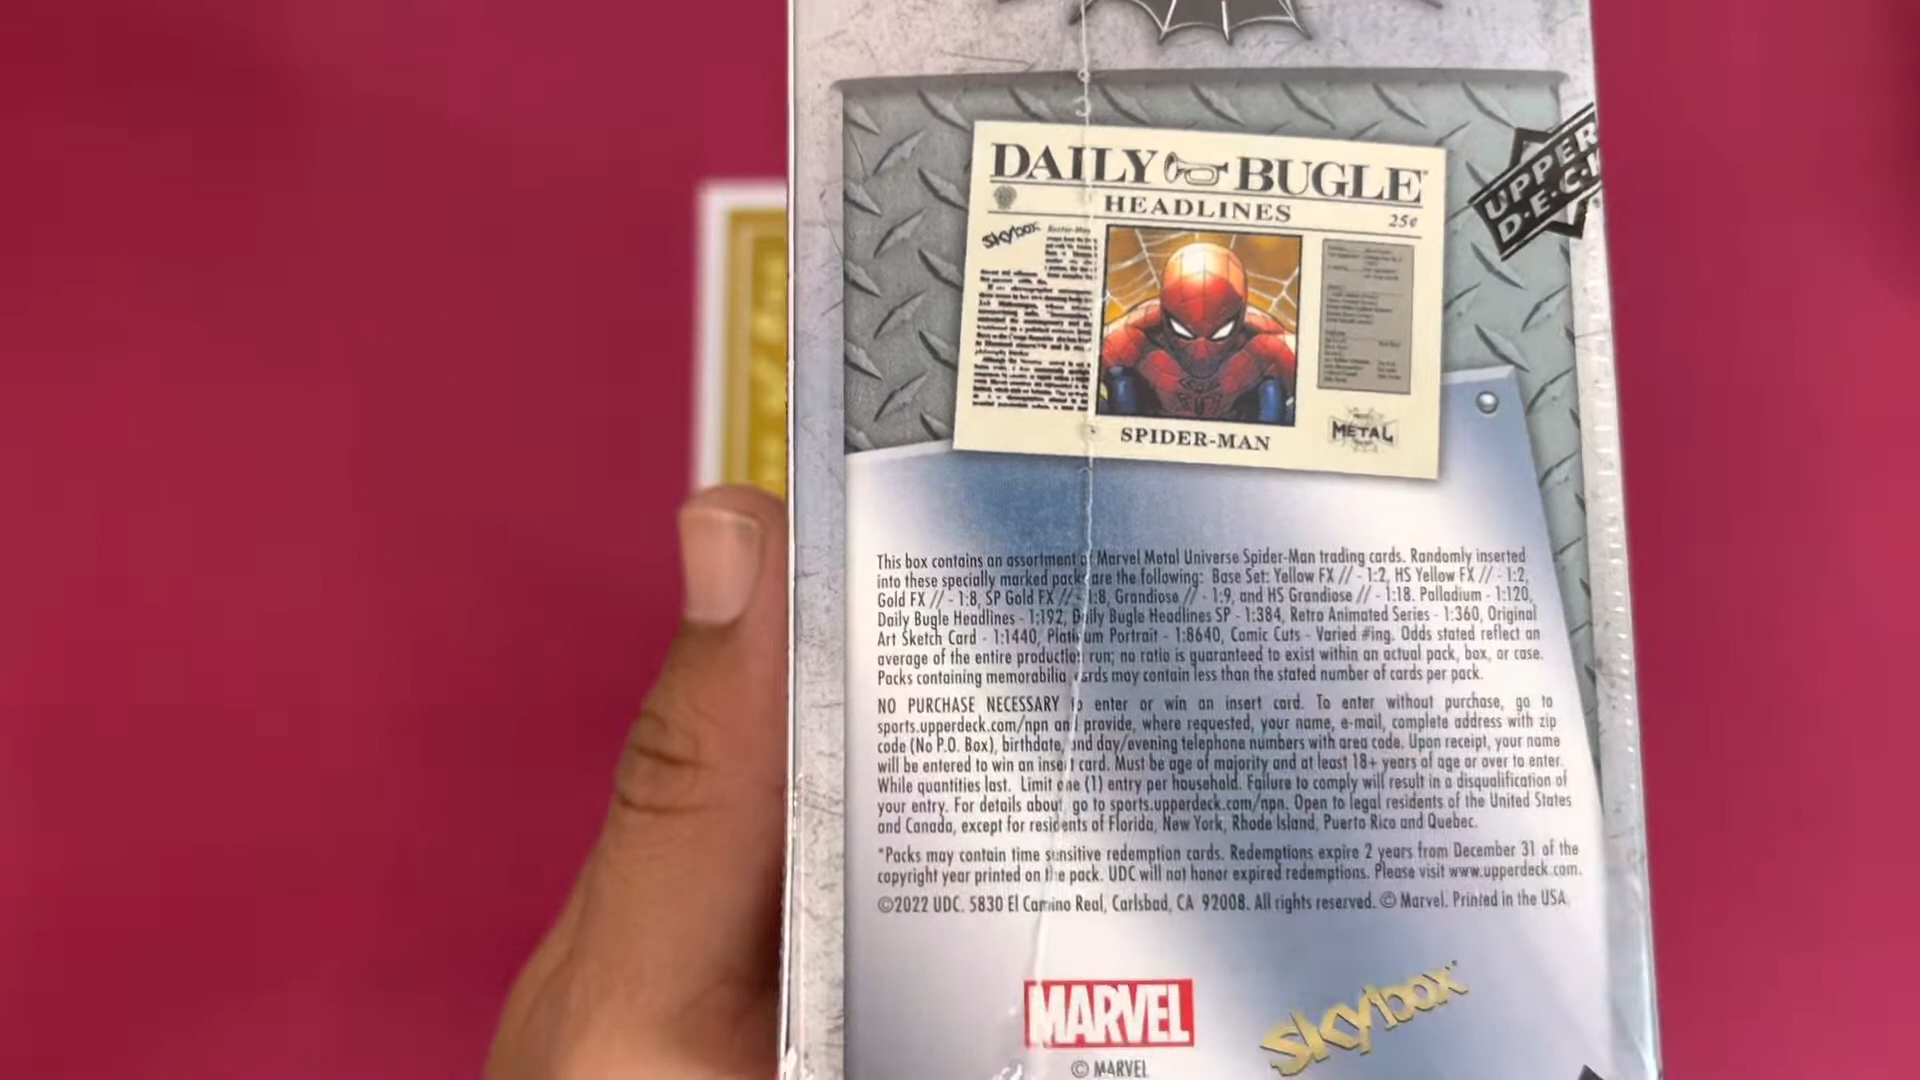 DAILY BUGLE
HEADLINES
25¢
skybox
SPIDER-MAN
METAL
UPPER
D.E.C.K
This box contains an assortment of Marvel Metal Universe Spider-Man trading cards. Randomly inserted
into these specially marked packs are the following: Base Set: Yellow FX // - 1:2, HS Yellow FX // - 1:2,
Gold FX // - 1:8, SP Gold FX // - 1:8, Grandiose // - 1:9, and HS Grandiose // - 1:18. Palladium - 1:120,
Daily Bugle Headlines - 1:192, Daily Bugle Headlines SP - 1:384, Retro Animated Series - 1:360, Original
Art Sketch Card - 1:1440, Platinum Portrait - 1:8640, Comic Cuts - Varied #ing. Odds stated reflect an
average of the entire production run; no ratio is guaranteed to exist within an actual pack, box, or case.
Packs containing memorabilia cards may contain less than the stated number of cards per pack.
NO PURCHASE NECESSARY to enter or win an insert card. To enter without purchase, go to
sports.upperdeck.com/npn and provide, where requested, your name, e-mail, complete address with zip
code (No P.O. Box), birthdate, and day/evening telephone numbers with area code. Upon receipt, your name
will be entered to win an insert card. Must be age of majority and at least 18+ years of age or over to enter.
While quantities last. Limit one (1) entry per household. Failure to comply will result in a disqualification of
your entry. For details about, go to sports.upperdeck.com/npn. Open to legal residents of the United States
and Canada, except for residents of Florida, New York, Rhode Island, Puerto Rico and Quebec.
*Packs may contain time sensitive redemption cards. Redemptions expire 2 years from December 31 of the
copyright year printed on the pack. UDC will not honor expired redemptions. Please visit www.upperdeck.com.
©2022 UDC. 5830 El Camino Real, Carlsbad, CA 92008. All rights reserved. © Marvel. Printed in the USA.
MARVEL
© MARVEL
skybox